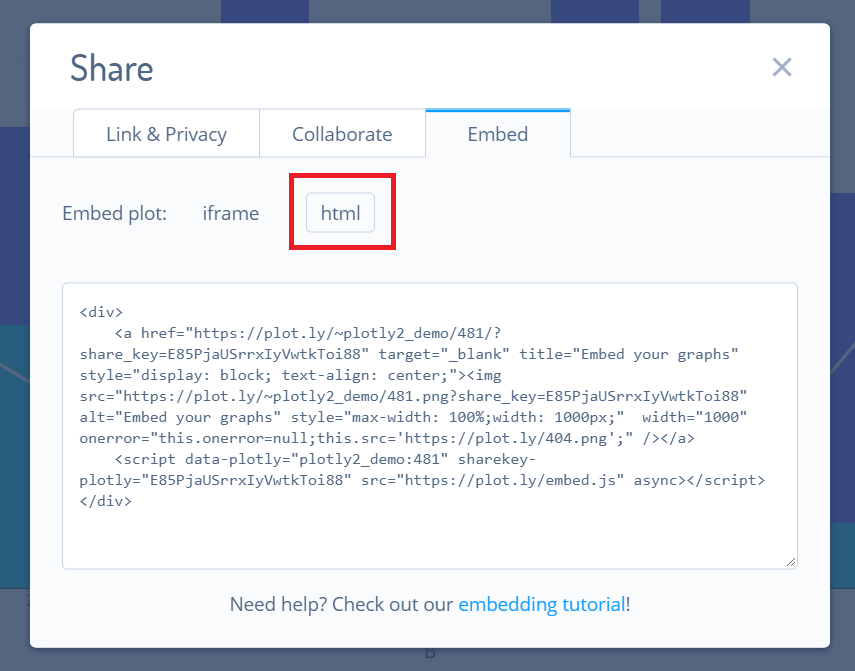 Share
Link & Privacy
Collaborate
Embed
Embed plot:
iframe
html
<div>
<a href="https://plot.ly/~plotly2_demo/481/?
share_key=E85PjaUSrrxIyVwtkToi88" target="_blank" title="Embed your graphs"
style="display: block; text-align: center;"><img
src="https://plot.ly/~plotly2_demo/481.png?share_key=E85PjaUSrrxIyVwtkToi88"
alt="Embed your graphs" style="max-width: 100%;width: 1000px;"  width="1000"
onerror="this.onerror=null;this.src='https://plot.ly/404.png';" /></a>
<script data-plotly="plotly2_demo:481" sharekey-
plotly="E85PjaUSrrxIyVwtkToi88" src="https://plot.ly/embed.js" async></script>
</div>
Need help? Check out our embedding tutorial!
B